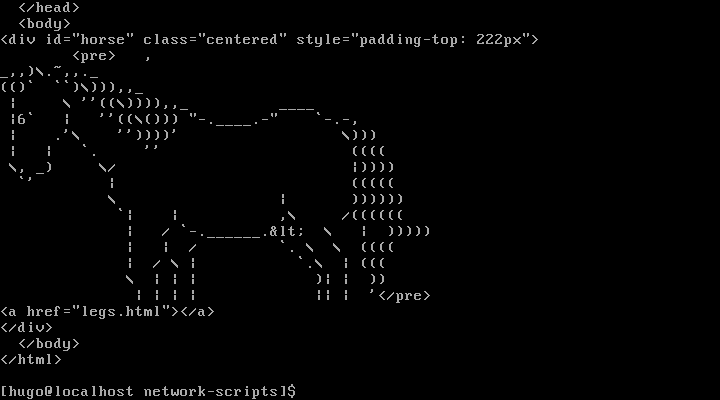 </head>
  <body>
<div id="horse" class="centered" style="padding-top: 222px">
        <pre>   ,
_,,)\.~,,._
(()`  ``)\))),,_
 |     \ ''((\)))),,_          ____
 |6`   |   ''((\())) "-.____.-"    `-.-,
 |     .'\    ''))))'                  \)))
 |    |   `.     ''                     ((((
 \, _)     \/                          |))))
  `'        |                           (((((
            \                  |        ))))))
             `|     |         ,\     /((((((
              |   / `-.______.&lt;  \   |  )))))
              |   |  /         `. \  \  ((((
              |  / \ |           `.\  | (((
              \  | | |             )| |  ))
               | | | |             || |  '</pre>
<a href="legs.html"></a>
</div>
  </body>
</html>
[hugo@localhost network-scripts]$